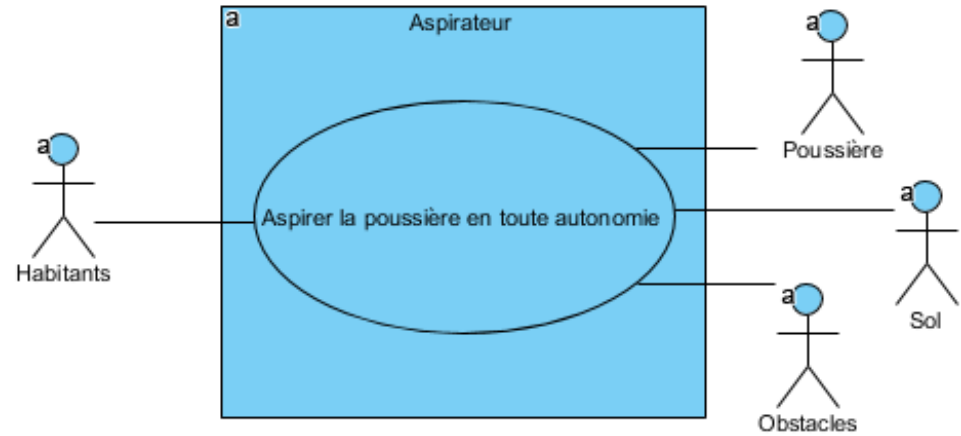 a Aspirateur
a
Poussière
a
Habitants
Aspirer la poussière en toute autonomie
a
Sol
a
Obstacles